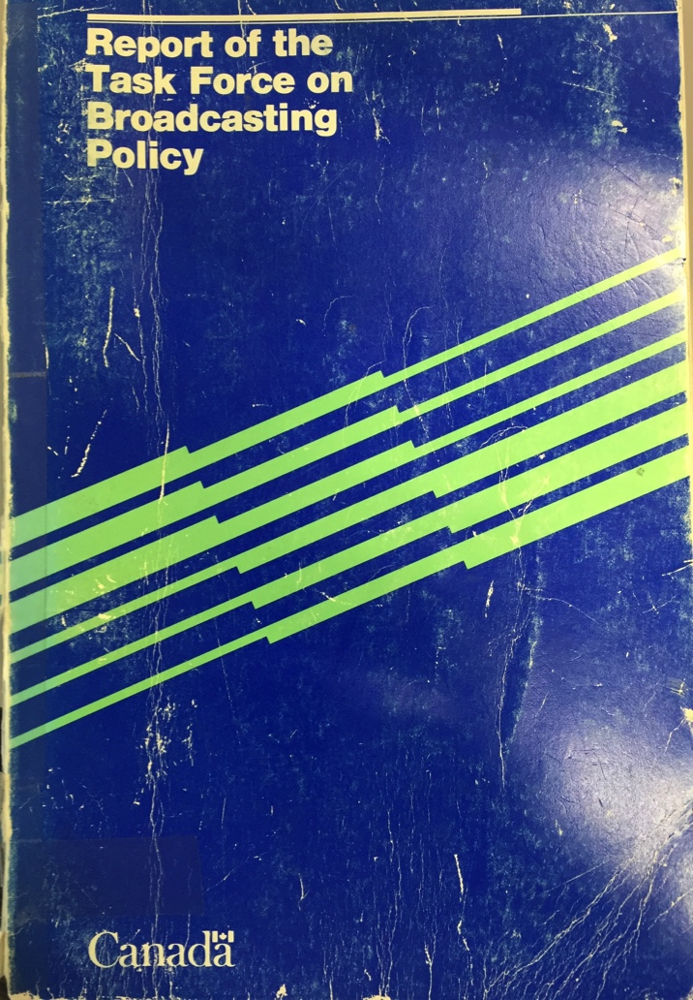 Report of the
Task Force on
Broadcasting
Policy
Canada